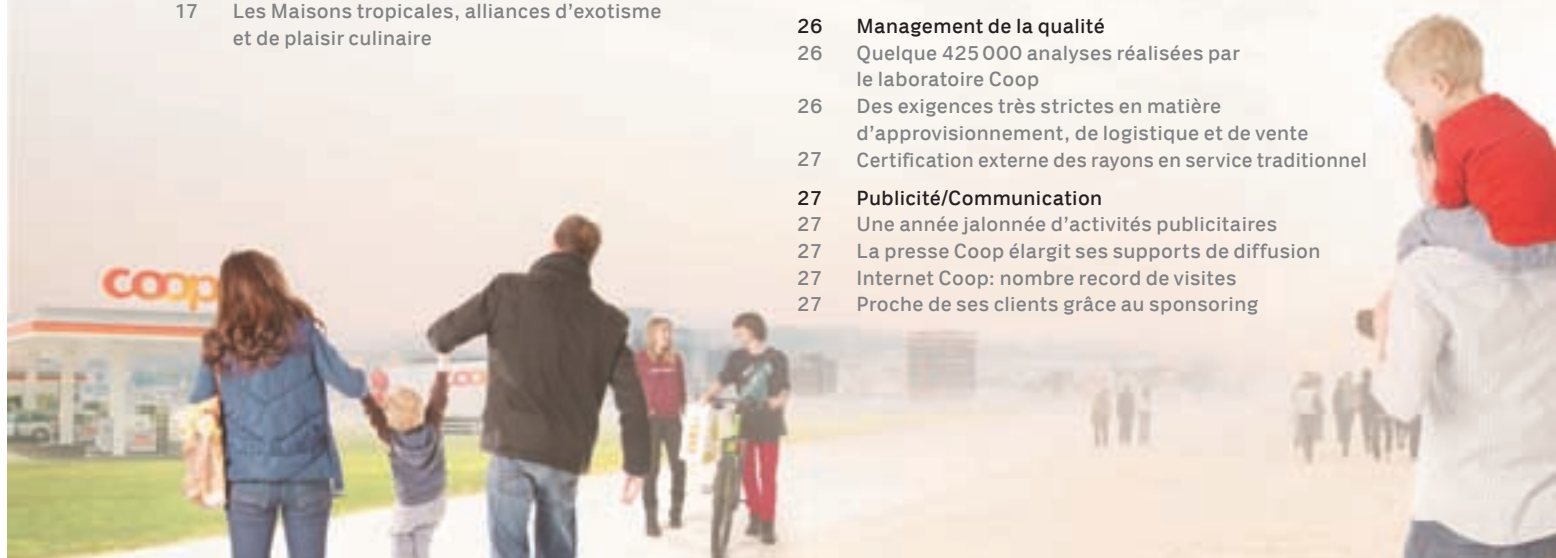 17 Les Maisons tropicales, alliances d’exotisme
et de plaisir culinaire
26 Management de la qualité
26 Quelque 425 000 analyses réalisées par
le laboratoire Coop
26 Des exigences très strictes en matière
d’approvisionnement, de logistique et de vente
27 Certification externe des rayons en service traditionnel
27 Publicité/Communication
27 Une année jalonnée d’activités publicitaires
27 La presse Coop élargit ses supports de diffusion
27 Internet Coop: nombre record de visites
27 Proche de ses clients grâce au sponsoring
coop